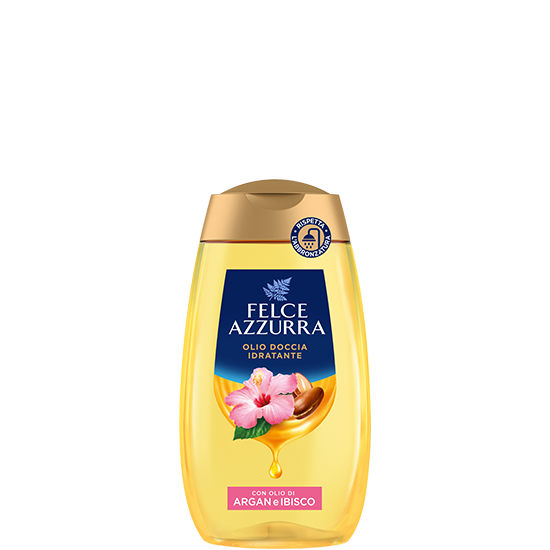 RISPETTA
L'ABBRONZATURA
FELCE
AZZURRA
OLIO DOCCIA
IDRATANTE
CON OLIO DI
ARGAN e IBISCO